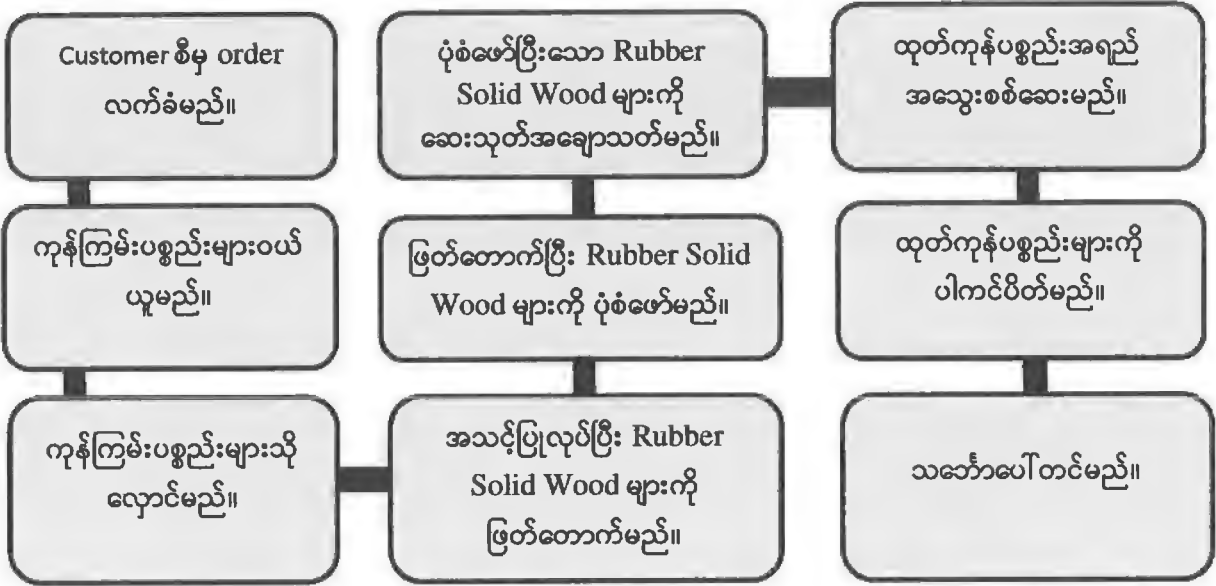 Customer စီမှ order
လက်ခံမည်။
ကုန်ကြမ်းပစ္စည်းများဝယ်
ယူမည်။
ကုန်ကြမ်းပစ္စည်းများသို
လှောင်မည်။
အသင့်ပြုလုပ်ပြီး Rubber
Solid Wood များကို
ဖြတ်တောက်မည်။
ဖြတ်တောက်ပြီး Rubber Solid
Wood များကို ပုံစံဖော်မည်။
ပုံစံဖော်ပြီးသော Rubber
Solid Wood များကို
ဆေးသုတ်အချောသတ်မည်။
ထုတ်ကုန်ပစ္စည်းအရည်
အသွေးစစ်ဆေးမည်။
ထုတ်ကုန်ပစ္စည်းများကို
ပါကင်ပိတ်မည်။
သင်္ဘောပေါ်တင်မည်။